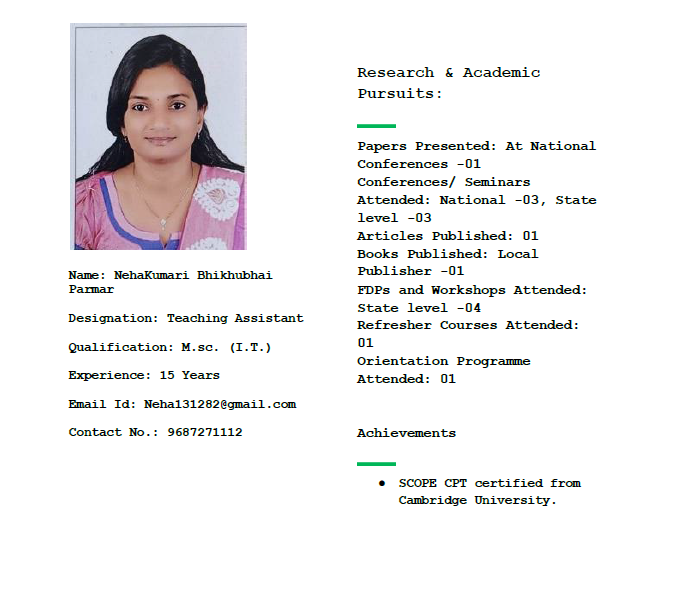 Name: NehaKumari Bhikhubhai
Parmar
Designation: Teaching Assistant
Qualification: M.sc. (I.T.)
Experience: 15 Years
Email Id: Neha131282@gmail.com
Contact No.: 9687271112
Research & Academic
Pursuits:
Papers Presented: At National
Conferences -01
Conferences/ Seminars
Attended: National -03, State
level -03
Articles Published: 01
Books Published: Local
Publisher -01
FDPs and Workshops Attended:
State level -04
Refresher Courses Attended:
01
Orientation Programme
Attended: 01
Achievements
● SCOPE CPT certified from
Cambridge University.